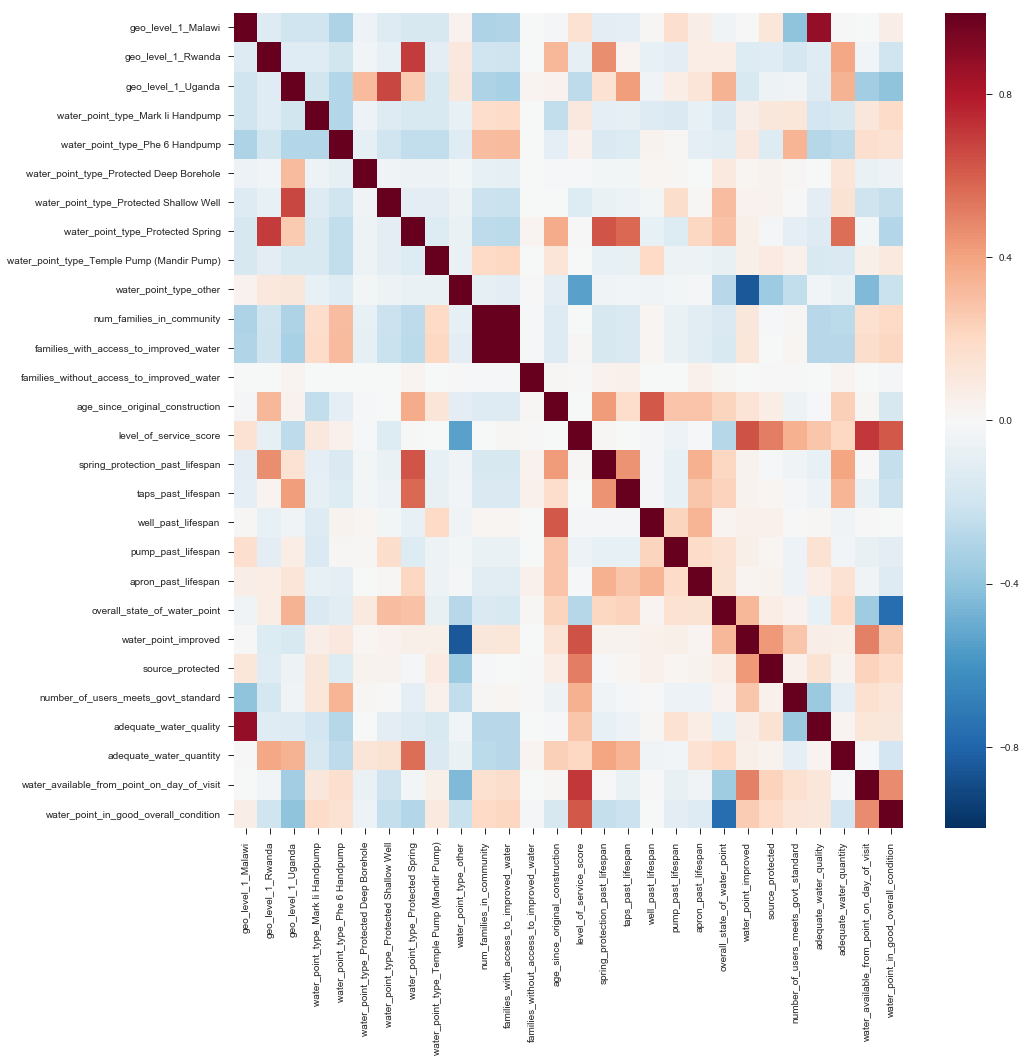 geo_level_1_Malawi
geo_level_1_Rwanda
geo_level_1_Uganda
water_point_type_Mark Ii Handpump
water_point_type_Phe 6 Handpump
water_point_type_Protected Deep Borehole
water_point_type_Protected Shallow Well
water_point_type_Protected Spring
water_point_type_Temple Pump (Mandir Pump)
water_point_type_other
num_families_in_community
families_with_access_to_improved_water
families_without_access_to_improved_water
age_since_original_construction
level_of_service_score
spring_protection_past_lifespan
taps_past_lifespan
well_past_lifespan
pump_past_lifespan
apron_past_lifespan
overall_state_of_water_point
water_point_improved
source_protected
number_of_users_meets_govt_standard
adequate_water_quality
adequate_water_quantity
water_available_from_point_on_day_of_visit
water_point_in_good_overall_condition
geo_level_1_Malawi
geo_level_1_Rwanda
geo_level_1_Uganda
water_point_type_Mark Ii Handpump
water_point_type_Phe 6 Handpump
water_point_type_Protected Deep Borehole
water_point_type_Protected Shallow Well
water_point_type_Protected Spring
water_point_type_Temple Pump (Mandir Pump)
water_point_type_other
num_families_in_community
families_with_access_to_improved_water
families_without_access_to_improved_water
age_since_original_construction
level_of_service_score
spring_protection_past_lifespan
taps_past_lifespan
well_past_lifespan
pump_past_lifespan
apron_past_lifespan
overall_state_of_water_point
water_point_improved
source_protected
number_of_users_meets_govt_standard
adequate_water_quality
adequate_water_quantity
water_available_from_point_on_day_of_visit
water_point_in_good_overall_condition
0.8
0.4
0.0
−0.4
−0.8